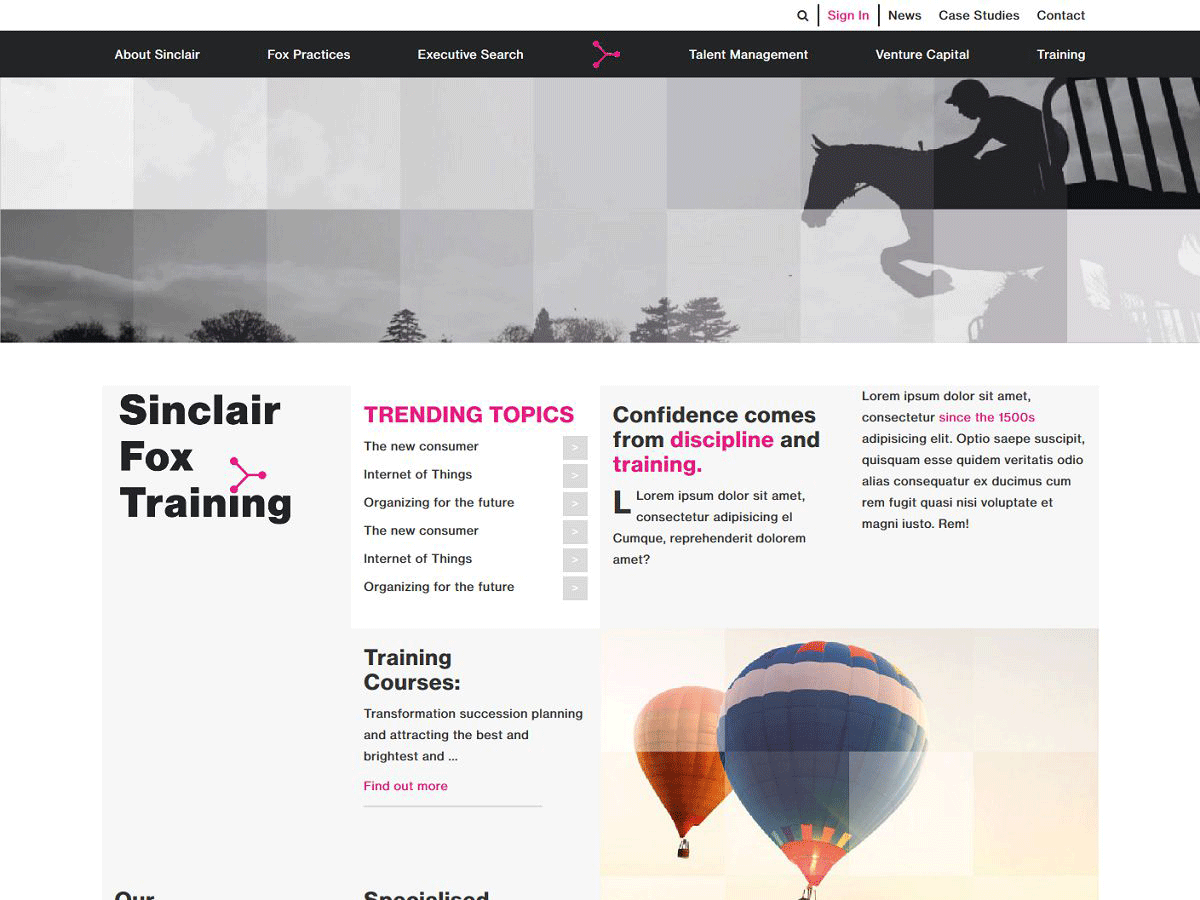 Sign In
News
Case Studies
Contact
About Sinclair
Fox Practices
Executive Search
Talent Management
Venture Capital
Training
Sinclair
Fox
Training
TRENDING TOPICS
The new consumer >
Internet of Things >
Organizing for the future >
The new consumer >
Internet of Things >
Organizing for the future >
Confidence comes
from discipline and
training.
Lorem ipsum dolor sit amet,
consectetur adipisicing el
Cumque, reprehenderit dolorem
amet?
Lorem ipsum dolor sit amet,
consectetur since the 1500s
adipisicing elit. Optio saepe suscipit,
quisquam esse quidem veritatis odio
alias consequatur ex ducimus cum
rem fugit quasi nisi voluptate et
magni iusto. Rem!
Training
Courses:
Transformation succession planning
and attracting the best and
brightest and ...
Find out more
Our
Specialised